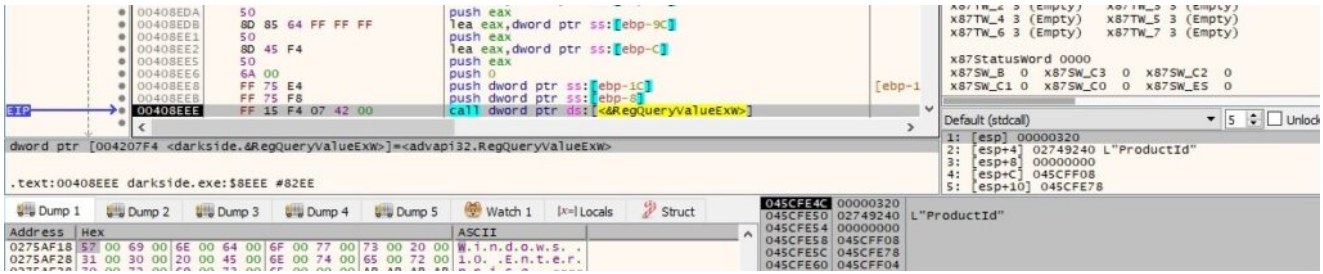 00408EDA 50 push eax
00408EDB 8D 85 64 FF FF FF lea eax,dword ptr ss:[ebp-9C]
00408EE1 50 push eax
00408EE2 8D 45 F4 lea eax,dword ptr ss:[ebp-C]
00408EE5 50 push eax
00408EE6 6A 00 push 0
00408EE8 FF 75 E4 push dword ptr ss:[ebp-1C] [ebp-1
00408EEB FF 75 F8 push dword ptr ss:[ebp-8]
EIP 00408EEE FF 15 F4 07 42 00 call dword ptr ds:[<&RegQueryValueExW>]
dword ptr [004207F4 <darkside.&RegQueryValueExW>]=<advapi32.RegQueryValueExW>
.text:00408EEE darkside.exe:$8EEE #82EE
x87TW_4 3 (Empty) x87TW_5 3 (Empty)
x87TW_6 3 (Empty) x87TW_7 3 (Empty)
x87StatusWord 0000
x87SW_B 0 x87SW_C3 0 x87SW_C2 0
x87SW_C1 0 x87SW_C0 0 x87SW_ES 0
Default (stdcall) 5 Unlock
1: [esp] 00000320
2: [esp+4] 02749240 L"ProductId"
3: [esp+8] 00000000
4: [esp+C] 045CFF08
5: [esp+10] 045CFE78
Dump 1 Dump 2 Dump 3 Dump 4 Dump 5 Watch 1 [x=] Locals Struct
Address Hex ASCII
0275AF18 57 00 69 00 6E 00 64 00 6F 00 77 00 73 00 20 00 W.i.n.d.o.w.s. .
0275AF28 31 00 30 00 20 00 45 00 6E 00 74 00 65 00 72 00 1.0. .E.n.t.e.r.
045CFE4C 00000320
045CFE50 02749240 L"ProductId"
045CFE54 00000000
045CFE58 045CFF08
045CFE5C 045CFE78
045CFE60 045CFF04